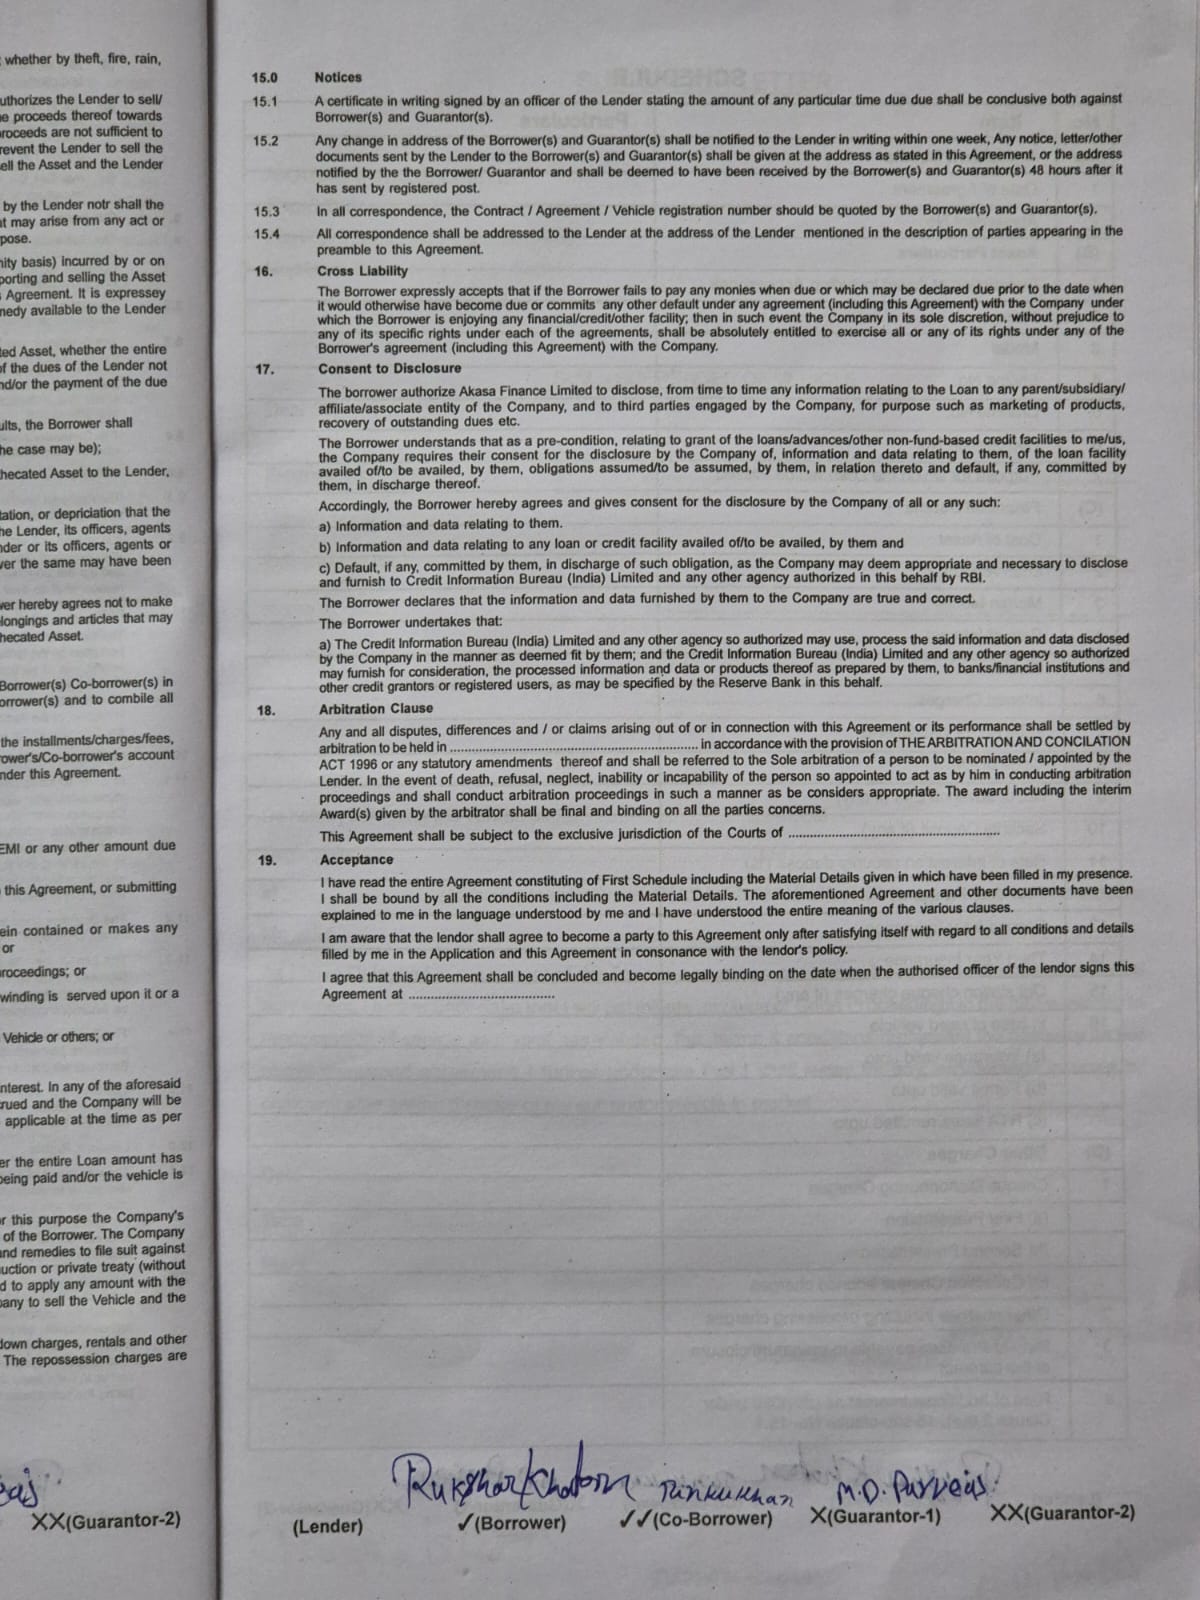 whether by theft, fire, rain,
uthorizes the Lender to sell/
e proceeds thereof towards
roceeds are not sufficient to
revent the Lender to sell the
ell the Asset and the Lender
by the Lender notr shall the
at may arise from any act or
pose.
nity basis) incurred by or on
porting and selling the Asset
Agreement. It is expressey
nedy available to the Lender
ted Asset, whether the entire
of the dues of the Lender not
nd/or the payment of the due
ults, the Borrower shall
he case may be);
hecated Asset to the Lender,
tation, or depriciation that the
he Lender, its officers, agents
nder or its officers, agents or
ver the same may have been
wer hereby agrees not to make
elongings and articles that may
hecated Asset.
Borrower(s) Co-borrower(s) in
orrower(s) and to combile all
the installments/charges/fees,
rower's/Co-borrower's account
nder this Agreement.
EMI or any other amount due
this Agreement, or submitting
ein contained or makes any
or
roceedings; or
winding is served upon it or a
Vehicle or others; or
nterest. In any of the aforesaid
rued and the Company will be
applicable at the time as per
er the entire Loan amount has
being paid and/or the vehicle is
or this purpose the Company's
of the Borrower. The Company
and remedies to file suit against
uction or private treaty (without
d to apply any amount with the
pany to sell the Vehicle and the
down charges, rentals and other
The repossession charges are
XX(Guarantor-2)
15.0 Notices
15.1 A certificate in writing signed by an officer of the Lender stating the amount of any particular time due due shall be conclusive both against
Borrower(s) and Guarantor(s).
15.2 Any change in address of the Borrower(s) and Guarantor(s) shall be notified to the Lender in writing within one week, Any notice, letter/other
documents sent by the Lender to the Borrower(s) and Guarantor(s) shall be given at the address as stated in this Agreement, or the address
notified by the the Borrower/ Guarantor and shall be deemed to have been received by the Borrower(s) and Guarantor(s) 48 hours after it
has sent by registered post.
15.3 In all correspondence, the Contract / Agreement / Vehicle registration number should be quoted by the Borrower(s) and Guarantor(s).
15.4 All correspondence shall be addressed to the Lender at the address of the Lender mentioned in the description of parties appearing in the
preamble to this Agreement.
16. Cross Liability
The Borrower expressly accepts that if the Borrower fails to pay any monies when due or which may be declared due prior to the date when
it would otherwise have become due or commits any other default under any agreement (including this Agreement) with the Company under
which the Borrower is enjoying any financial/credit/other facility; then in such event the Company in its sole discretion, without prejudice to
any of its specific rights under each of the agreements, shall be absolutely entitled to exercise all or any of its rights under any of the
Borrower's agreement (including this Agreement) with the Company.
17. Consent to Disclosure
The borrower authorize Akasa Finance Limited to disclose, from time to time any information relating to the Loan to any parent/subsidiary/
affiliate/associate entity of the Company, and to third parties engaged by the Company, for purpose such as marketing of products,
recovery of outstanding dues etc.
The Borrower understands that as a pre-condition, relating to grant of the loans/advances/other non-fund-based credit facilities to me/us,
the Company requires their consent for the disclosure by the Company of, information and data relating to them, of the loan facility
availed of/to be availed, by them, obligations assumed/to be assumed, by them, in relation thereto and default, if any, committed by
them, in discharge thereof.
Accordingly, the Borrower hereby agrees and gives consent for the disclosure by the Company of all or any such:
a) Information and data relating to them.
b) Information and data relating to any loan or credit facility availed of/to be availed, by them and
c) Default, if any, committed by them, in discharge of such obligation, as the Company may deem appropriate and necessary to disclose
and furnish to Credit Information Bureau (India) Limited and any other agency authorized in this behalf by RBI.
The Borrower declares that the information and data furnished by them to the Company are true and correct.
The Borrower undertakes that:
a) The Credit Information Bureau (India) Limited and any other agency so authorized may use, process the said information and data disclosed
by the Company in the manner as deemed fit by them; and the Credit Information Bureau (India) Limited and any other agency so authorized
may furnish for consideration, the processed information and data or products thereof as prepared by them, to banks/financial institutions and
other credit grantors or registered users, as may be specified by the Reserve Bank in this behalf.
18. Arbitration Clause
Any and all disputes, differences and / or claims arising out of or in connection with this Agreement or its performance shall be settled by
arbitration to be held in ........................................................................ in accordance with the provision of THE ARBITRATION AND CONCILATION
ACT 1996 or any statutory amendments thereof and shall be referred to the Sole arbitration of a person to be nominated / appointed by the
Lender. In the event of death, refusal, neglect, inability or incapability of the person so appointed to act as by him in conducting arbitration
proceedings and shall conduct arbitration proceedings in such a manner as be considers appropriate. The award including the interim
Award(s) given by the arbitrator shall be final and binding on all the parties concerns.
This Agreement shall be subject to the exclusive jurisdiction of the Courts of ............................................................
19. Acceptance
I have read the entire Agreement constituting of First Schedule including the Material Details given in which have been filled in my presence.
I shall be bound by all the conditions including the Material Details. The aforementioned Agreement and other documents have been
explained to me in the language understood by me and I have understood the entire meaning of the various clauses.
I am aware that the lendor shall agree to become a party to this Agreement only after satisfying itself with regard to all conditions and details
filled by me in the Application and this Agreement in consonance with the lendor's policy.
I agree that this Agreement shall be concluded and become legally binding on the date when the authorised officer of the lendor signs this
Agreement at .........................................
Rukshar Khatoon Rinku Khan M.D. Parveis
(Lender) ✓(Borrower) ✓✓(Co-Borrower) X(Guarantor-1) XX(Guarantor-2)